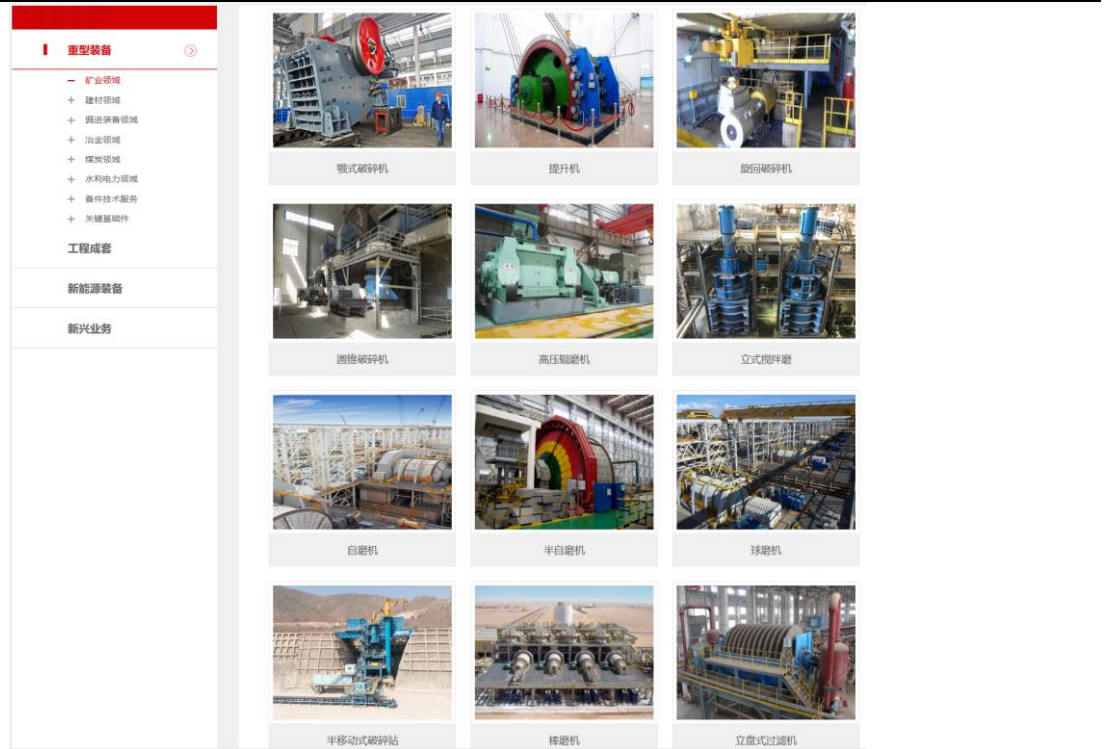 重型装备
矿业领域
建材领域
掘进装备领域
冶金领域
煤炭领域
水利电力领域
备件技术服务
关键基础件
工程成套
新能源装备
新兴业务
颚式破碎机
提升机
旋回破碎机
圆锥破碎机
高压辊磨机
立式搅拌磨
自磨机
半自磨机
球磨机
半移动式破碎站
棒磨机
立盘式过滤机